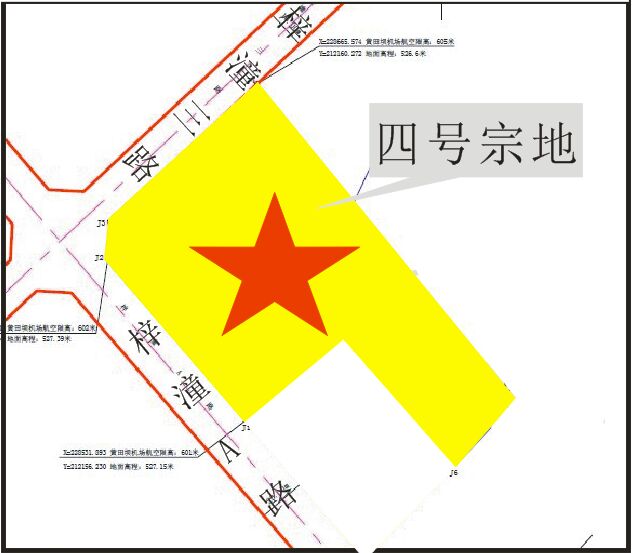 梓潼三路
X=228665.574 黄田坝机场航空限高：605米
Y=212160.272 地面高程：526.6米
四号宗地
J3
J2
黄田坝机场航空限高：602米
地面高程：527.39米
梓潼A路
J1
X=228531.893 黄田坝机场航空限高：601米
Y=212156.230 地面高程：527.15米
J6